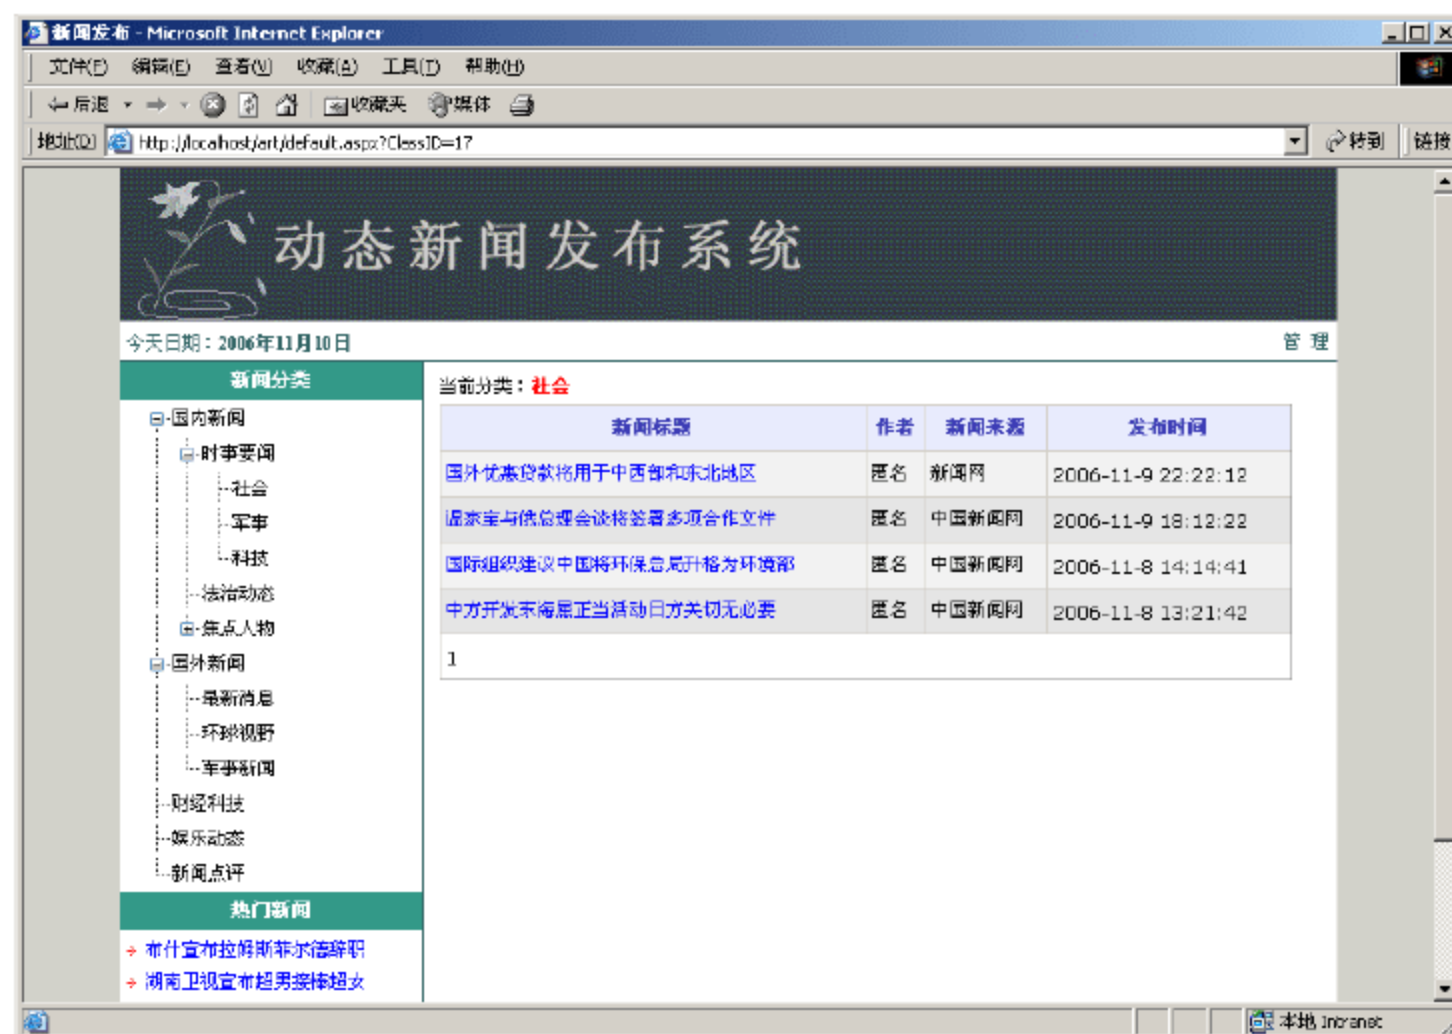 新闻发布 - Microsoft Internet Explorer
文件(F) 编辑(E) 查看(V) 收藏(A) 工具(T) 帮助(H)
后退 收藏夹 媒体
地址(D) http://localhost/art/default.aspx?ClassID=17 转到 链接
动态新闻发布系统
今天日期：2006年11月10日 管 理
新闻分类
国内新闻
时事要闻
社会
军事
科技
法治动态
焦点人物
国外新闻
最新消息
环球视野
军事新闻
财经科技
娱乐动态
新闻点评
热门新闻
布什宣布拉姆斯菲尔德辞职
湖南卫视宣布超男接棒超女
当前分类：社会
新闻标题 作者 新闻来源 发布时间
国外优惠贷款将用于中西部和东北地区 匿名 新闻网 2006-11-9 22:22:12
温家宝与俄总理会谈将签署多项合作文件 匿名 中国新闻网 2006-11-9 18:12:22
国际组织建议中国将环保总局升格为环境部 匿名 中国新闻网 2006-11-8 14:14:41
中方开发东海属正当活动日方关切无必要 匿名 中国新闻网 2006-11-8 13:21:42
1
本地 Intranet